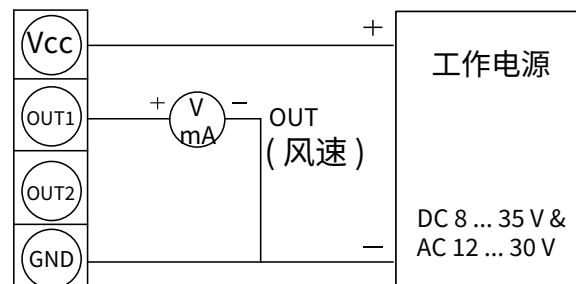 Vcc
+
工作电源
OUT1
+
V
mA
−
OUT
(风速)
OUT2
DC 8 ... 35 V &
AC 12 ... 30 V
GND
−